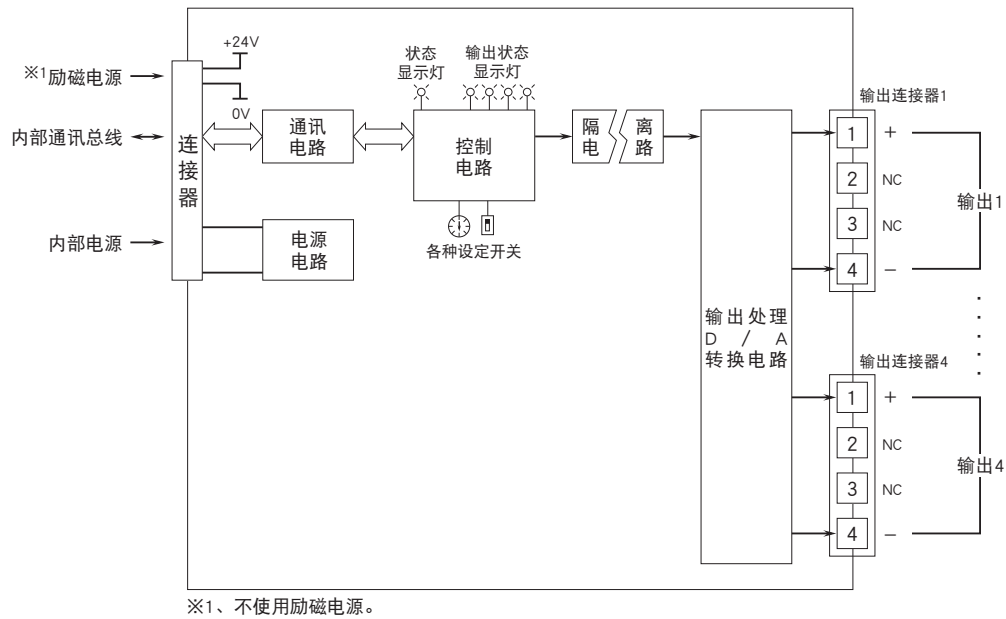 +24V
※1励磁电源
0V
状态
显示灯
输出状态
显示灯
内部通讯总线
连接器
通讯
电路
控制
电路
隔 离
电 路
各种设定开关
内部电源
电源
电路
输出处理
D / A
转换电路
输出连接器1
1 +
2 NC
3 NC
4 −
输出1
输出连接器4
1 +
2 NC
3 NC
4 −
输出4
※1、不使用励磁电源。